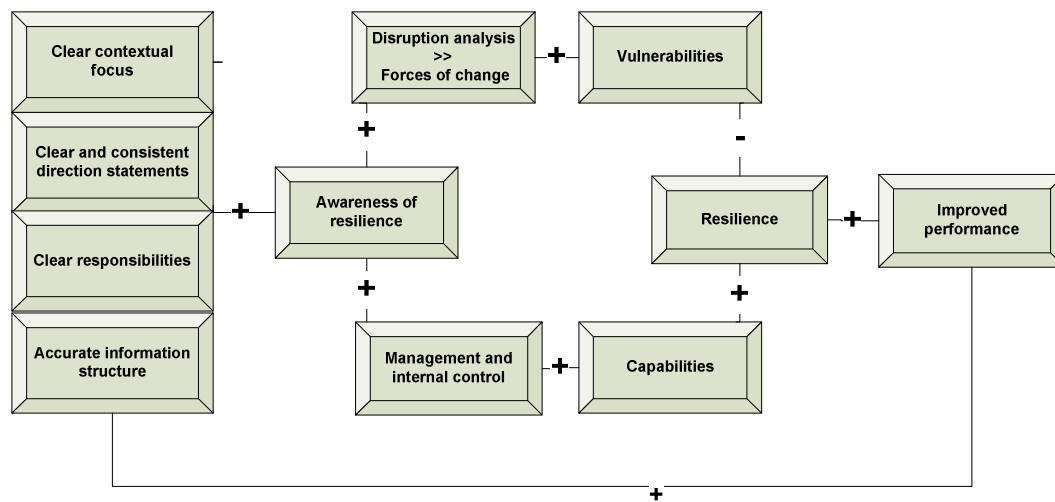 Clear contextual
focus
Clear and consistent
direction statements
Clear responsibilities
Accurate information
structure
+
Awareness of
resilience
+
+
Disruption analysis
>>
Forces of change
+
Vulnerabilities
-
Management and
internal control
+
Capabilities
+
Resilience
+
Improved
performance
+